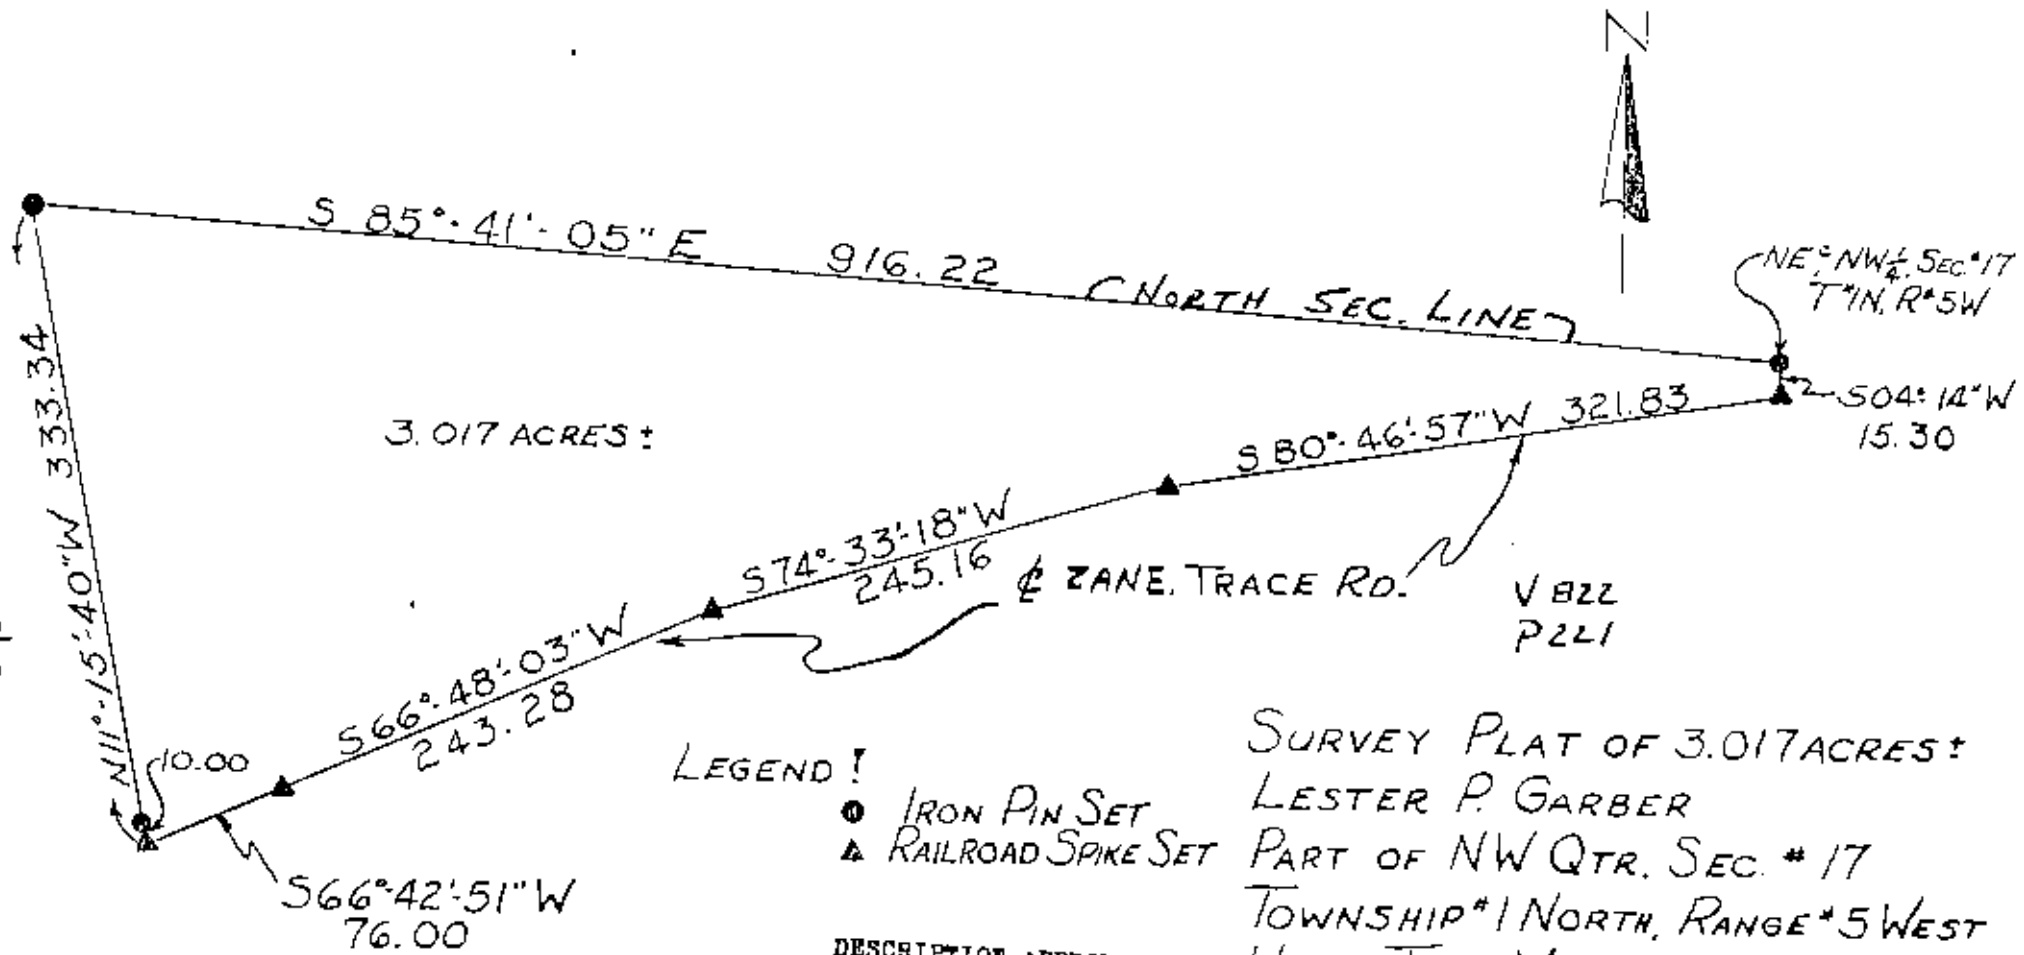 N
S 85°-41'-05" E 916.22 NORTH SEC. LINE
NE.C NW 1/4, SEC.#17
T#1N, R#5W
S04°14"W
15.30
S 80°-46'-57"W 321.83
S74°-33'-18"W
245.16
S66°-48'-03"W
243.28
S66°-42'-51"W
76.00
10.00
N11°-15'-40"W 333.34
3.017 ACRES ±
℄ ZANE. TRACE RD.
V 822
P221
LEGEND!
IRON PIN SET
RAILROAD SPIKE SET
SURVEY PLAT OF 3.017 ACRES ±
LESTER P. GARBER
PART OF NW QTR. SEC. # 17
TOWNSHIP #1 NORTH, RANGE #5 WEST
DESCRIPTION